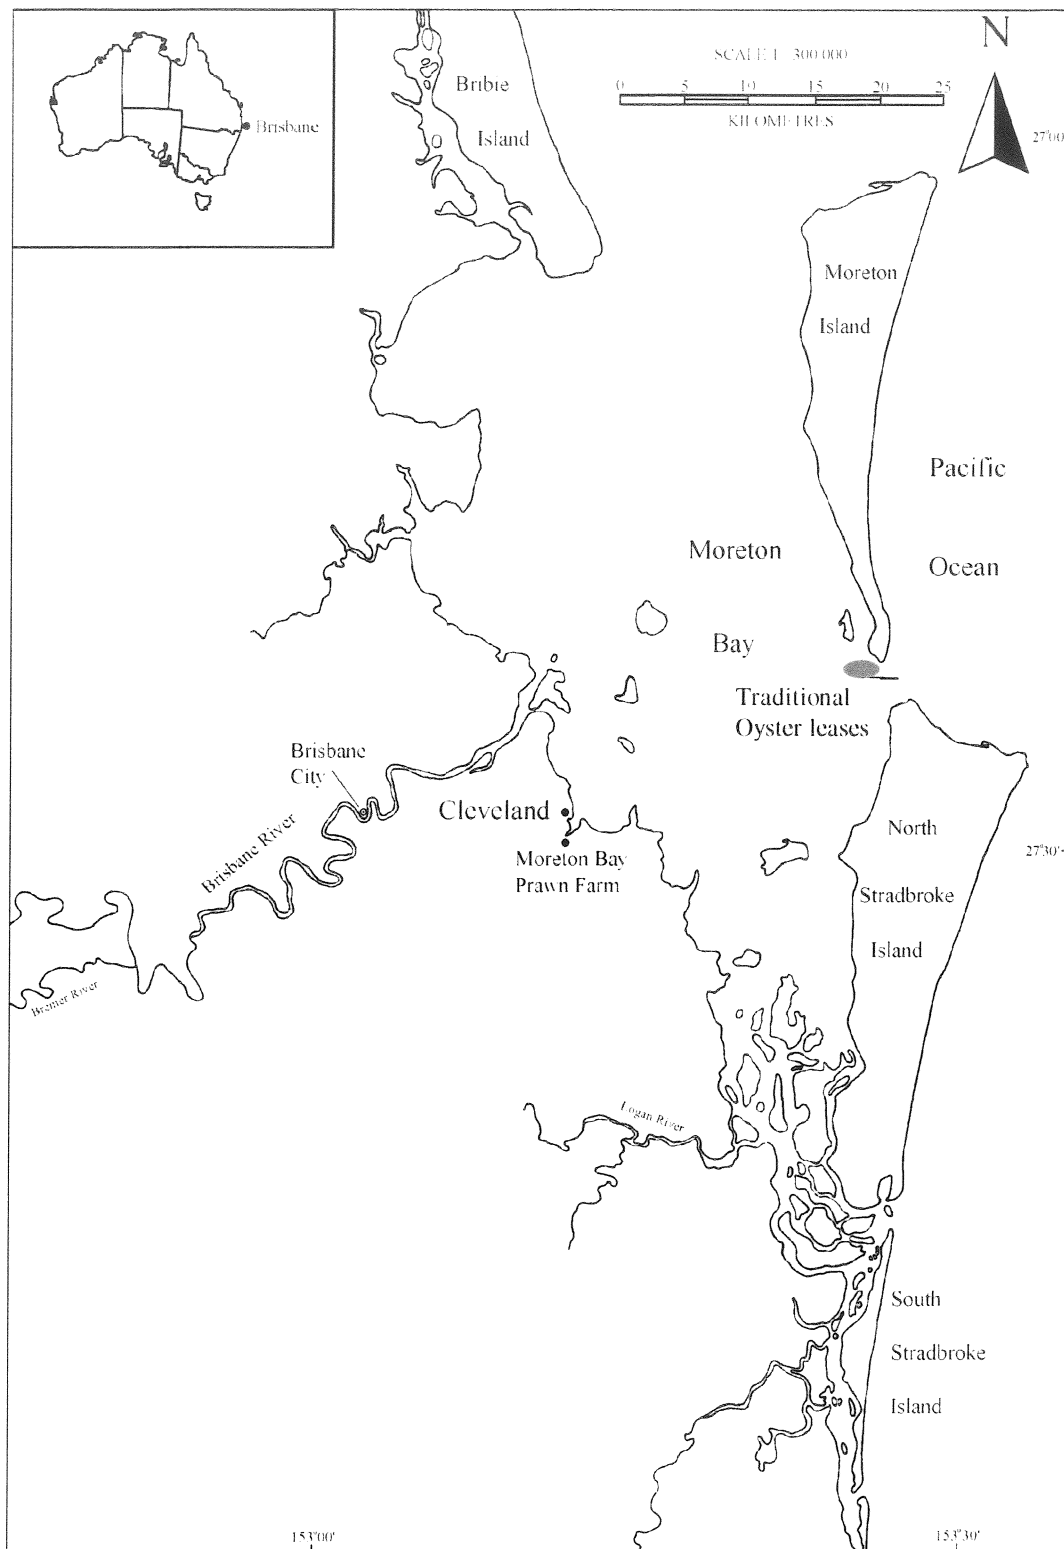 Brisbane
SCALE 1 300 000
0 5 10 15 20 25
KILOMETRES
N
27°00'
Bribie
Island
Moreton
Island
Pacific
Ocean
Moreton
Bay
Traditional
Oyster leases
Brisbane
City
Brisbane River
Cleveland
Moreton Bay
Prawn Farm
North
Stradbroke
Island
27°30'
Bremer River
Logan River
South
Stradbroke
Island
153°00'
153°30'